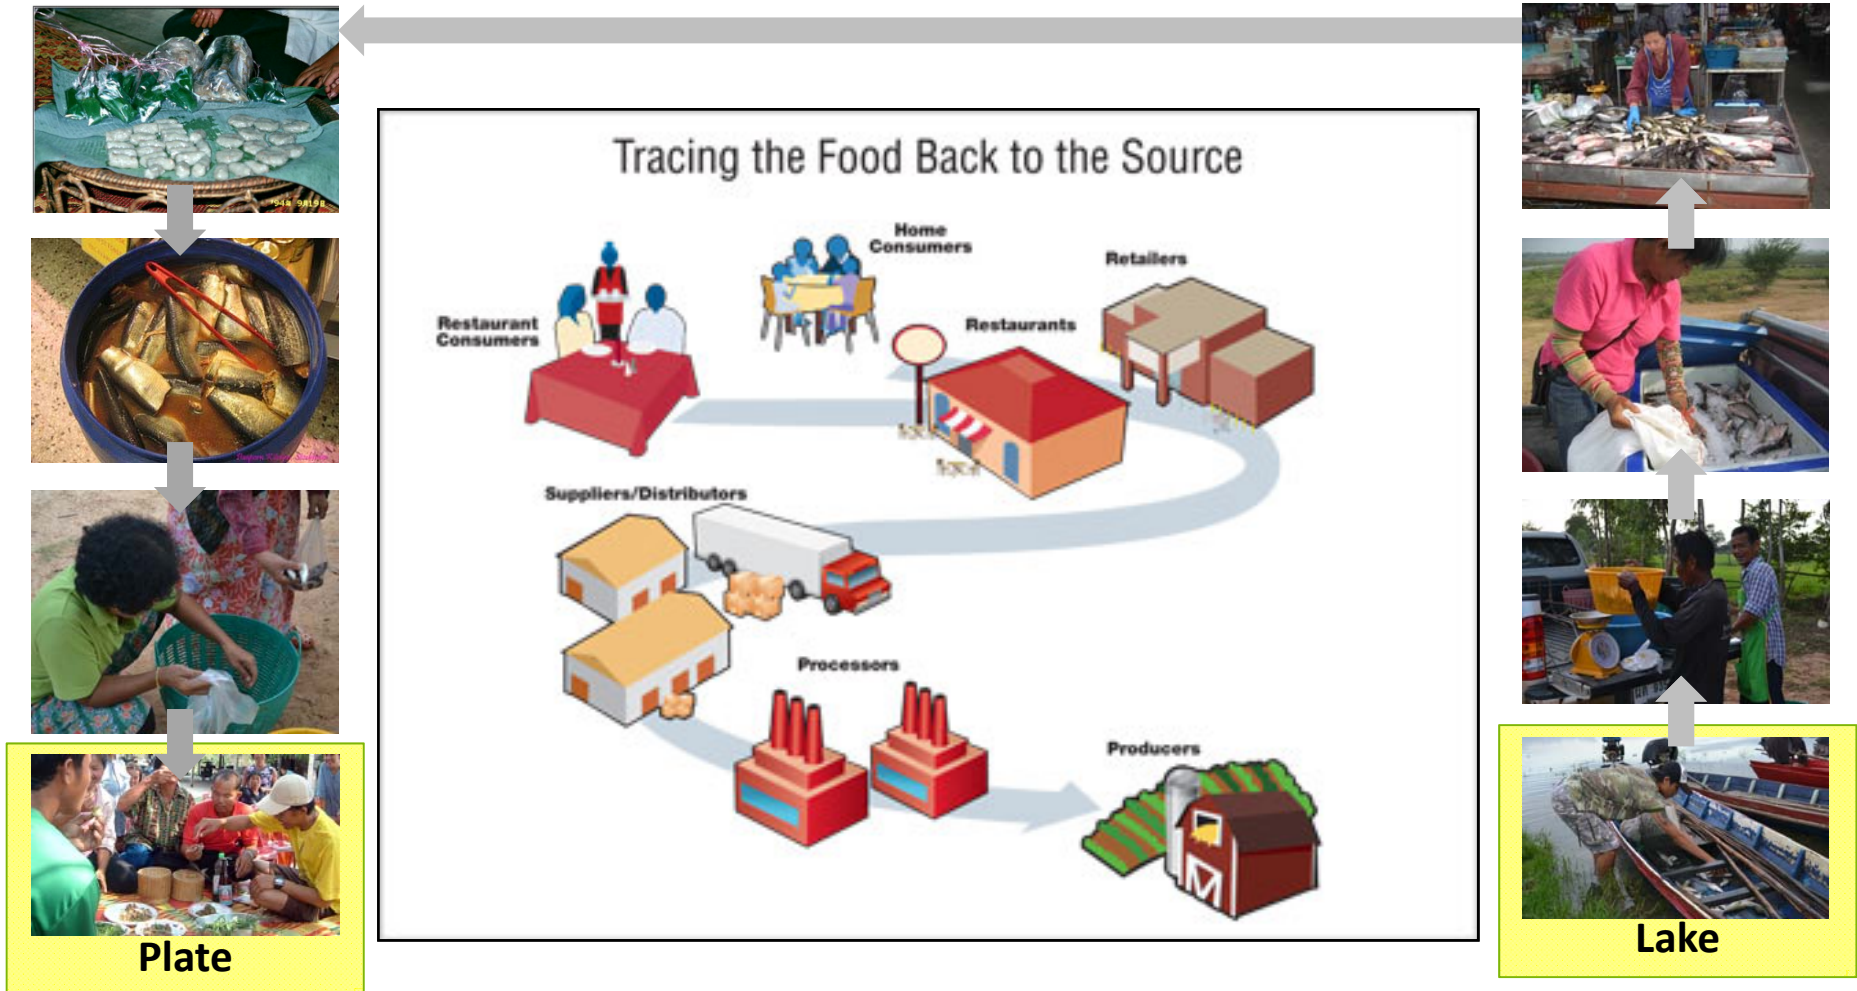 Tracing the Food Back to the Source
Home
Consumers
Retailers
Restaurant
Consumers
Restaurants
Suppliers/Distributors
Processors
Producers
Plate
Lake